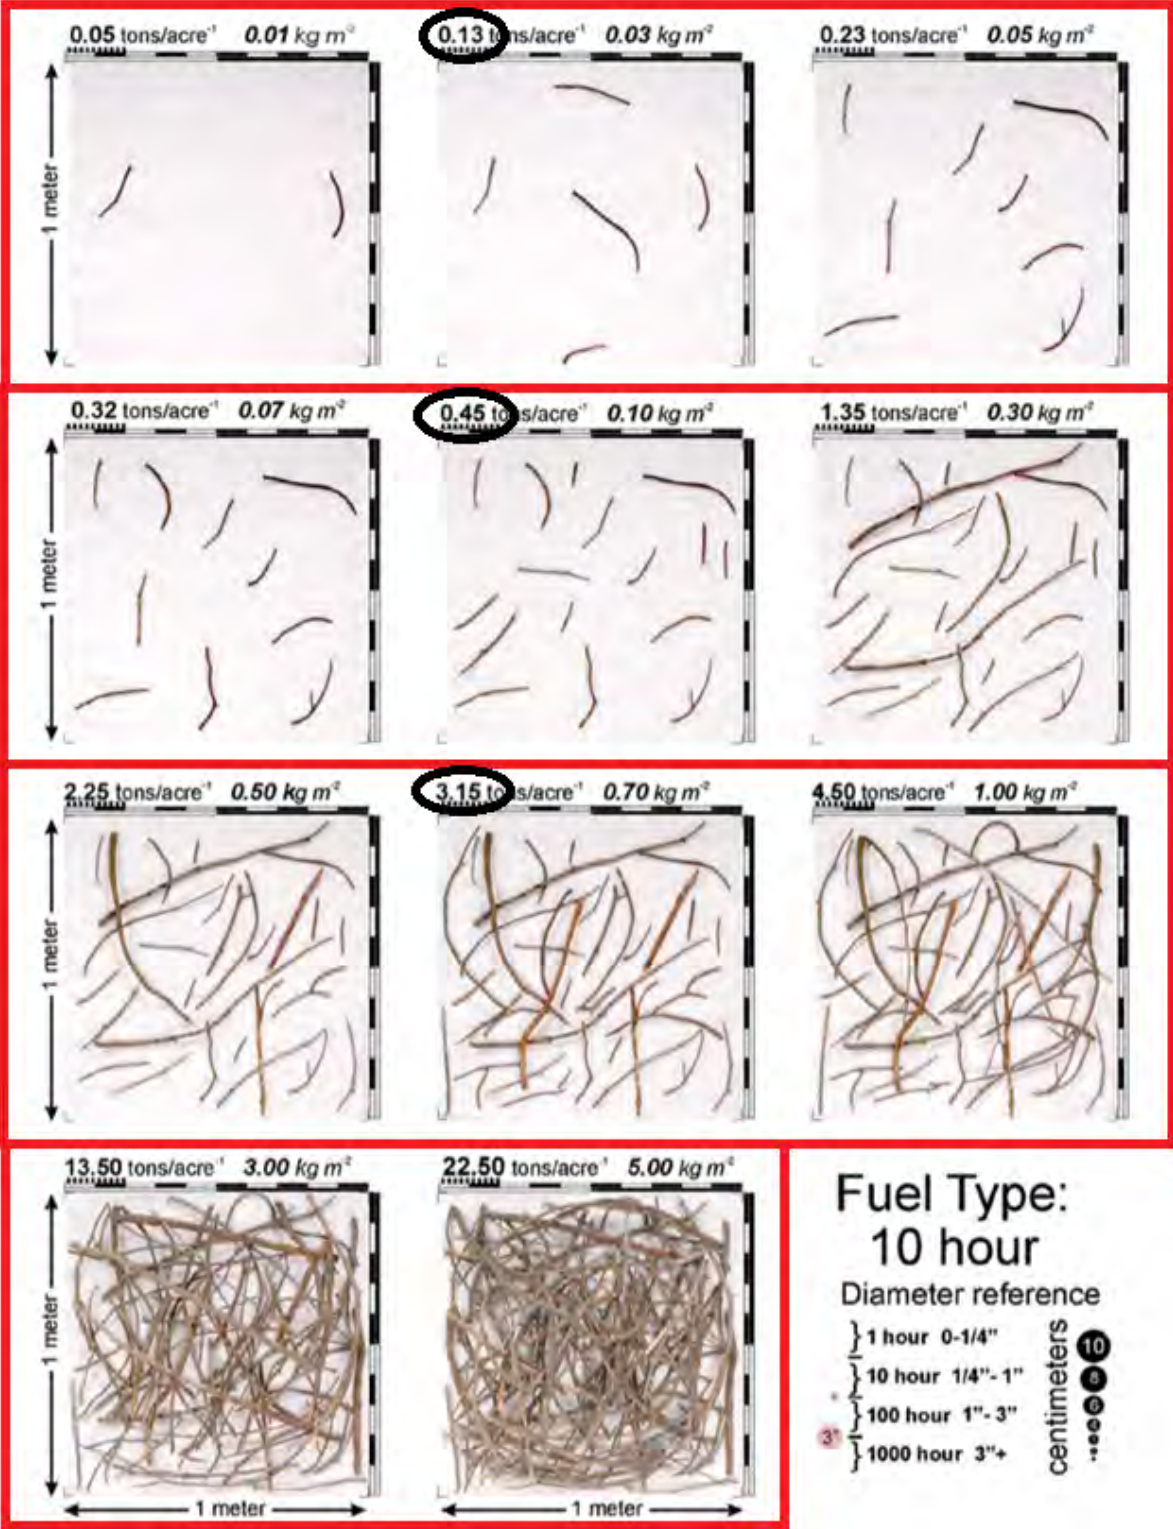 0.05 tons/acre⁻¹ 0.01 kg m⁻²
0.13 tons/acre⁻¹ 0.03 kg m⁻²
0.23 tons/acre⁻¹ 0.05 kg m⁻²
1 meter
0.32 tons/acre⁻¹ 0.07 kg m⁻²
0.45 tons/acre⁻¹ 0.10 kg m⁻²
1.35 tons/acre⁻¹ 0.30 kg m⁻²
1 meter
2.25 tons/acre⁻¹ 0.50 kg m⁻²
3.15 tons/acre⁻¹ 0.70 kg m⁻²
4.50 tons/acre⁻¹ 1.00 kg m⁻²
1 meter
13.50 tons/acre⁻¹ 3.00 kg m⁻²
22.50 tons/acre⁻¹ 5.00 kg m⁻²
1 meter
1 meter
1 meter
Fuel Type:
10 hour
Diameter reference
1 hour 0-1/4"
10 hour 1/4"- 1"
100 hour 1"- 3"
3"
1000 hour 3"+
centimeters
10
8
6